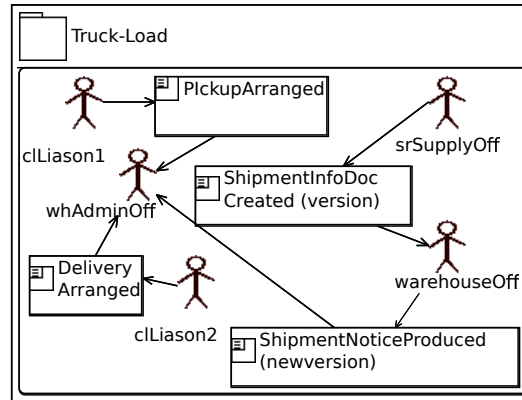 Truck-Load
PIckupArranged
clLiason1
srSupplyOff
ShipmentInfoDoc
Created (version)
whAdminOff
Delivery
Arranged
warehouseOff
clLiason2
ShipmentNoticeProduced
(newversion)